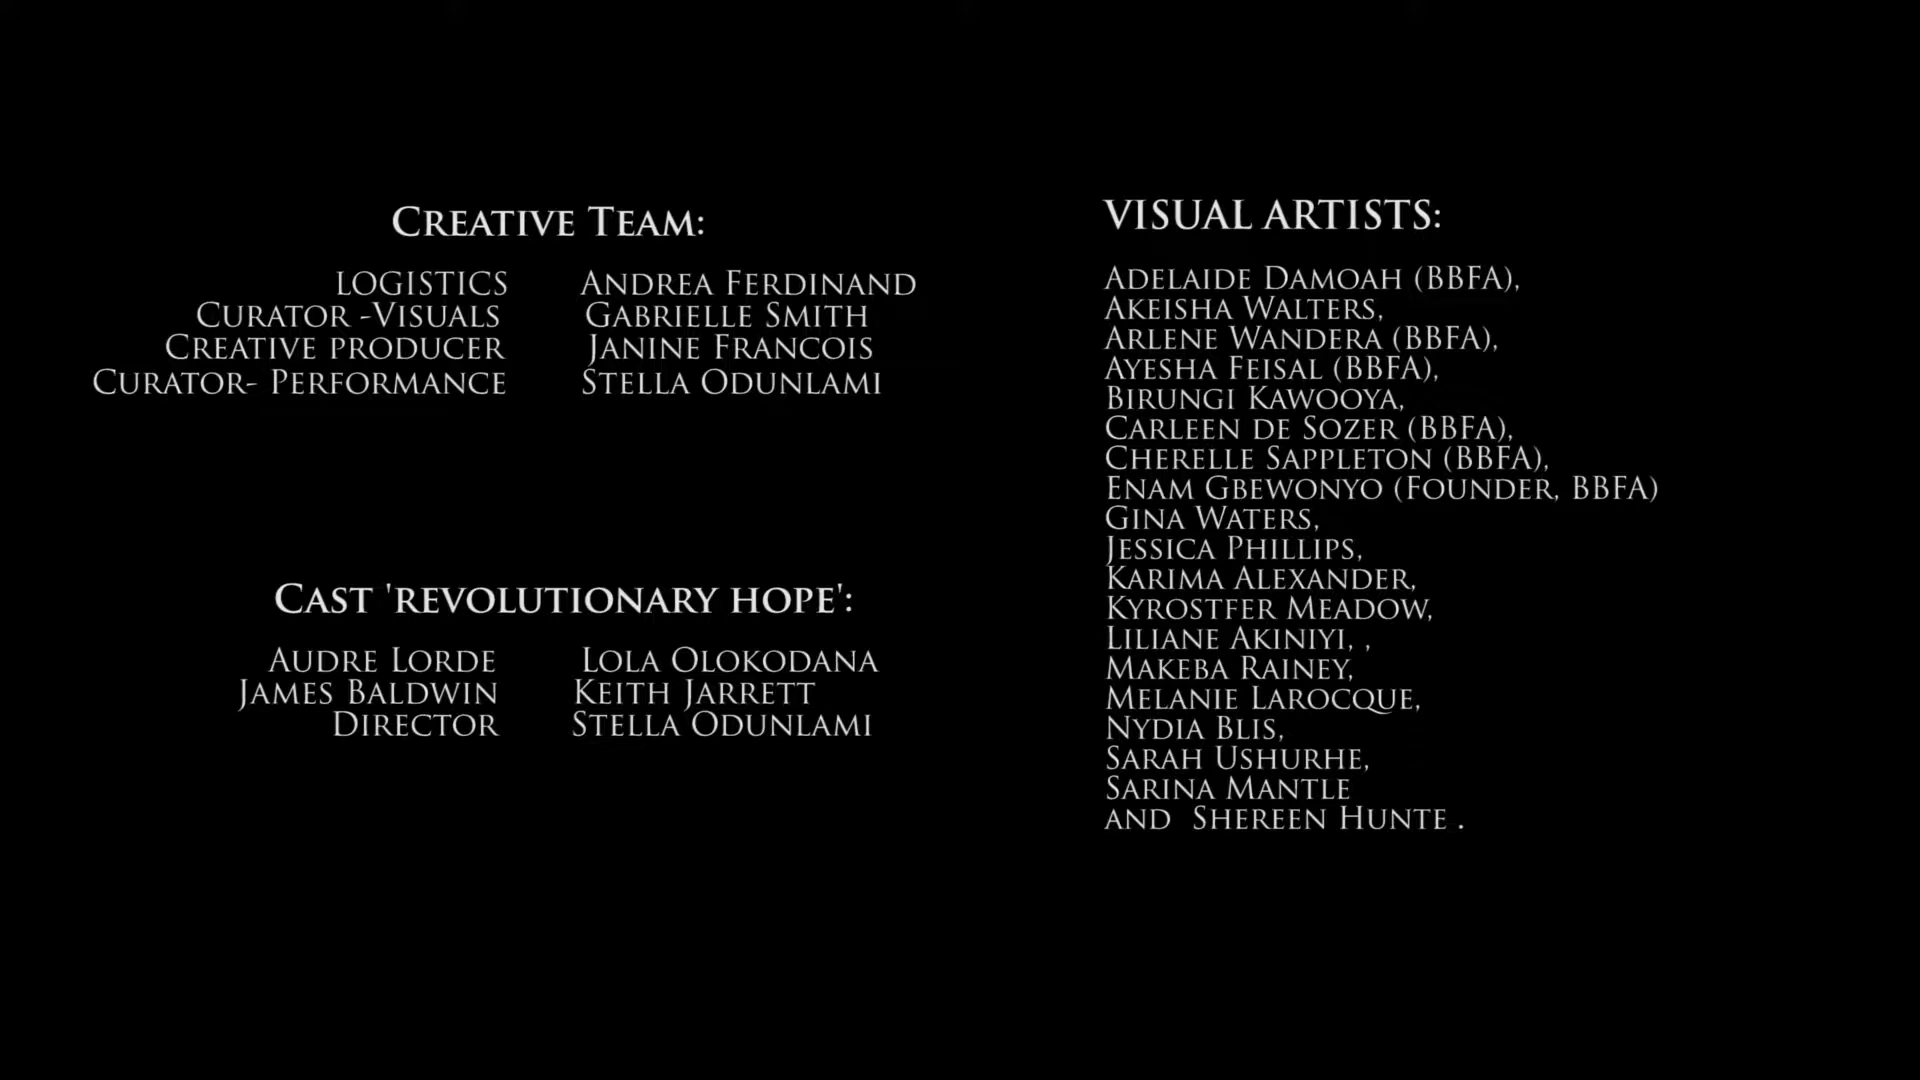 Creative Team:
LOGISTICS Andrea Ferdinand
Curator -Visuals Gabrielle Smith
Creative producer Janine Francois
Curator- Performance Stella Odunlami
Cast 'revolutionary hope':
Audre Lorde Lola Olokodana
James Baldwin Keith Jarrett
Director Stella Odunlami
VISUAL ARTISTS:
Adelaide Damoah (BBFA),
Akeisha Walters,
Arlene Wandera (BBFA),
Ayesha Feisal (BBFA),
Birungi Kawooya,
Carleen de Sozer (BBFA),
Cherelle Sappleton (BBFA),
Enam Gbewonyo (Founder, BBFA)
Gina Waters,
Jessica Phillips,
Karima Alexander,
Kyrostfer Meadow,
Liliane Akiniyi, ,
Makeba Rainey,
Melanie Larocque,
Nydia Blis,
Sarah Ushurhe,
Sarina Mantle
and Shereen Hunte .